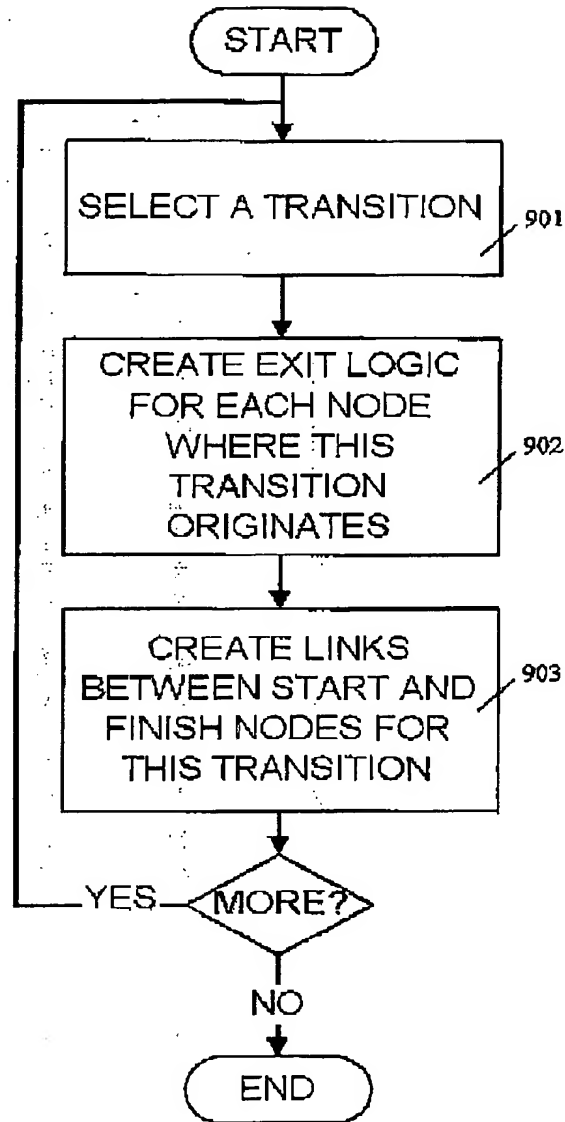 START
SELECT A TRANSITION
901
CREATE EXIT LOGIC
FOR EACH NODE
WHERE THIS
TRANSITION
ORIGINATES
902
CREATE LINKS
BETWEEN START AND
FINISH NODES FOR
THIS TRANSITION
903
YES
MORE?
NO
END